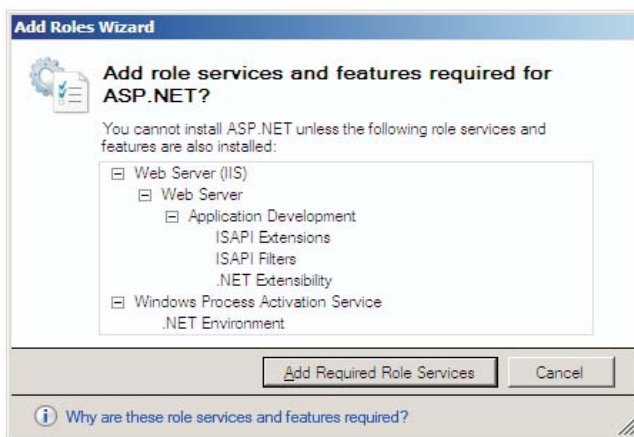 Add Roles Wizard
Add role services and features required for
ASP.NET?
You cannot install ASP.NET unless the following role services and
features are also installed:
Web Server (IIS)
Web Server
Application Development
ISAPI Extensions
ISAPI Filters
.NET Extensibility
Windows Process Activation Service
.NET Environment
Add Required Role Services
Cancel
Why are these role services and features required?